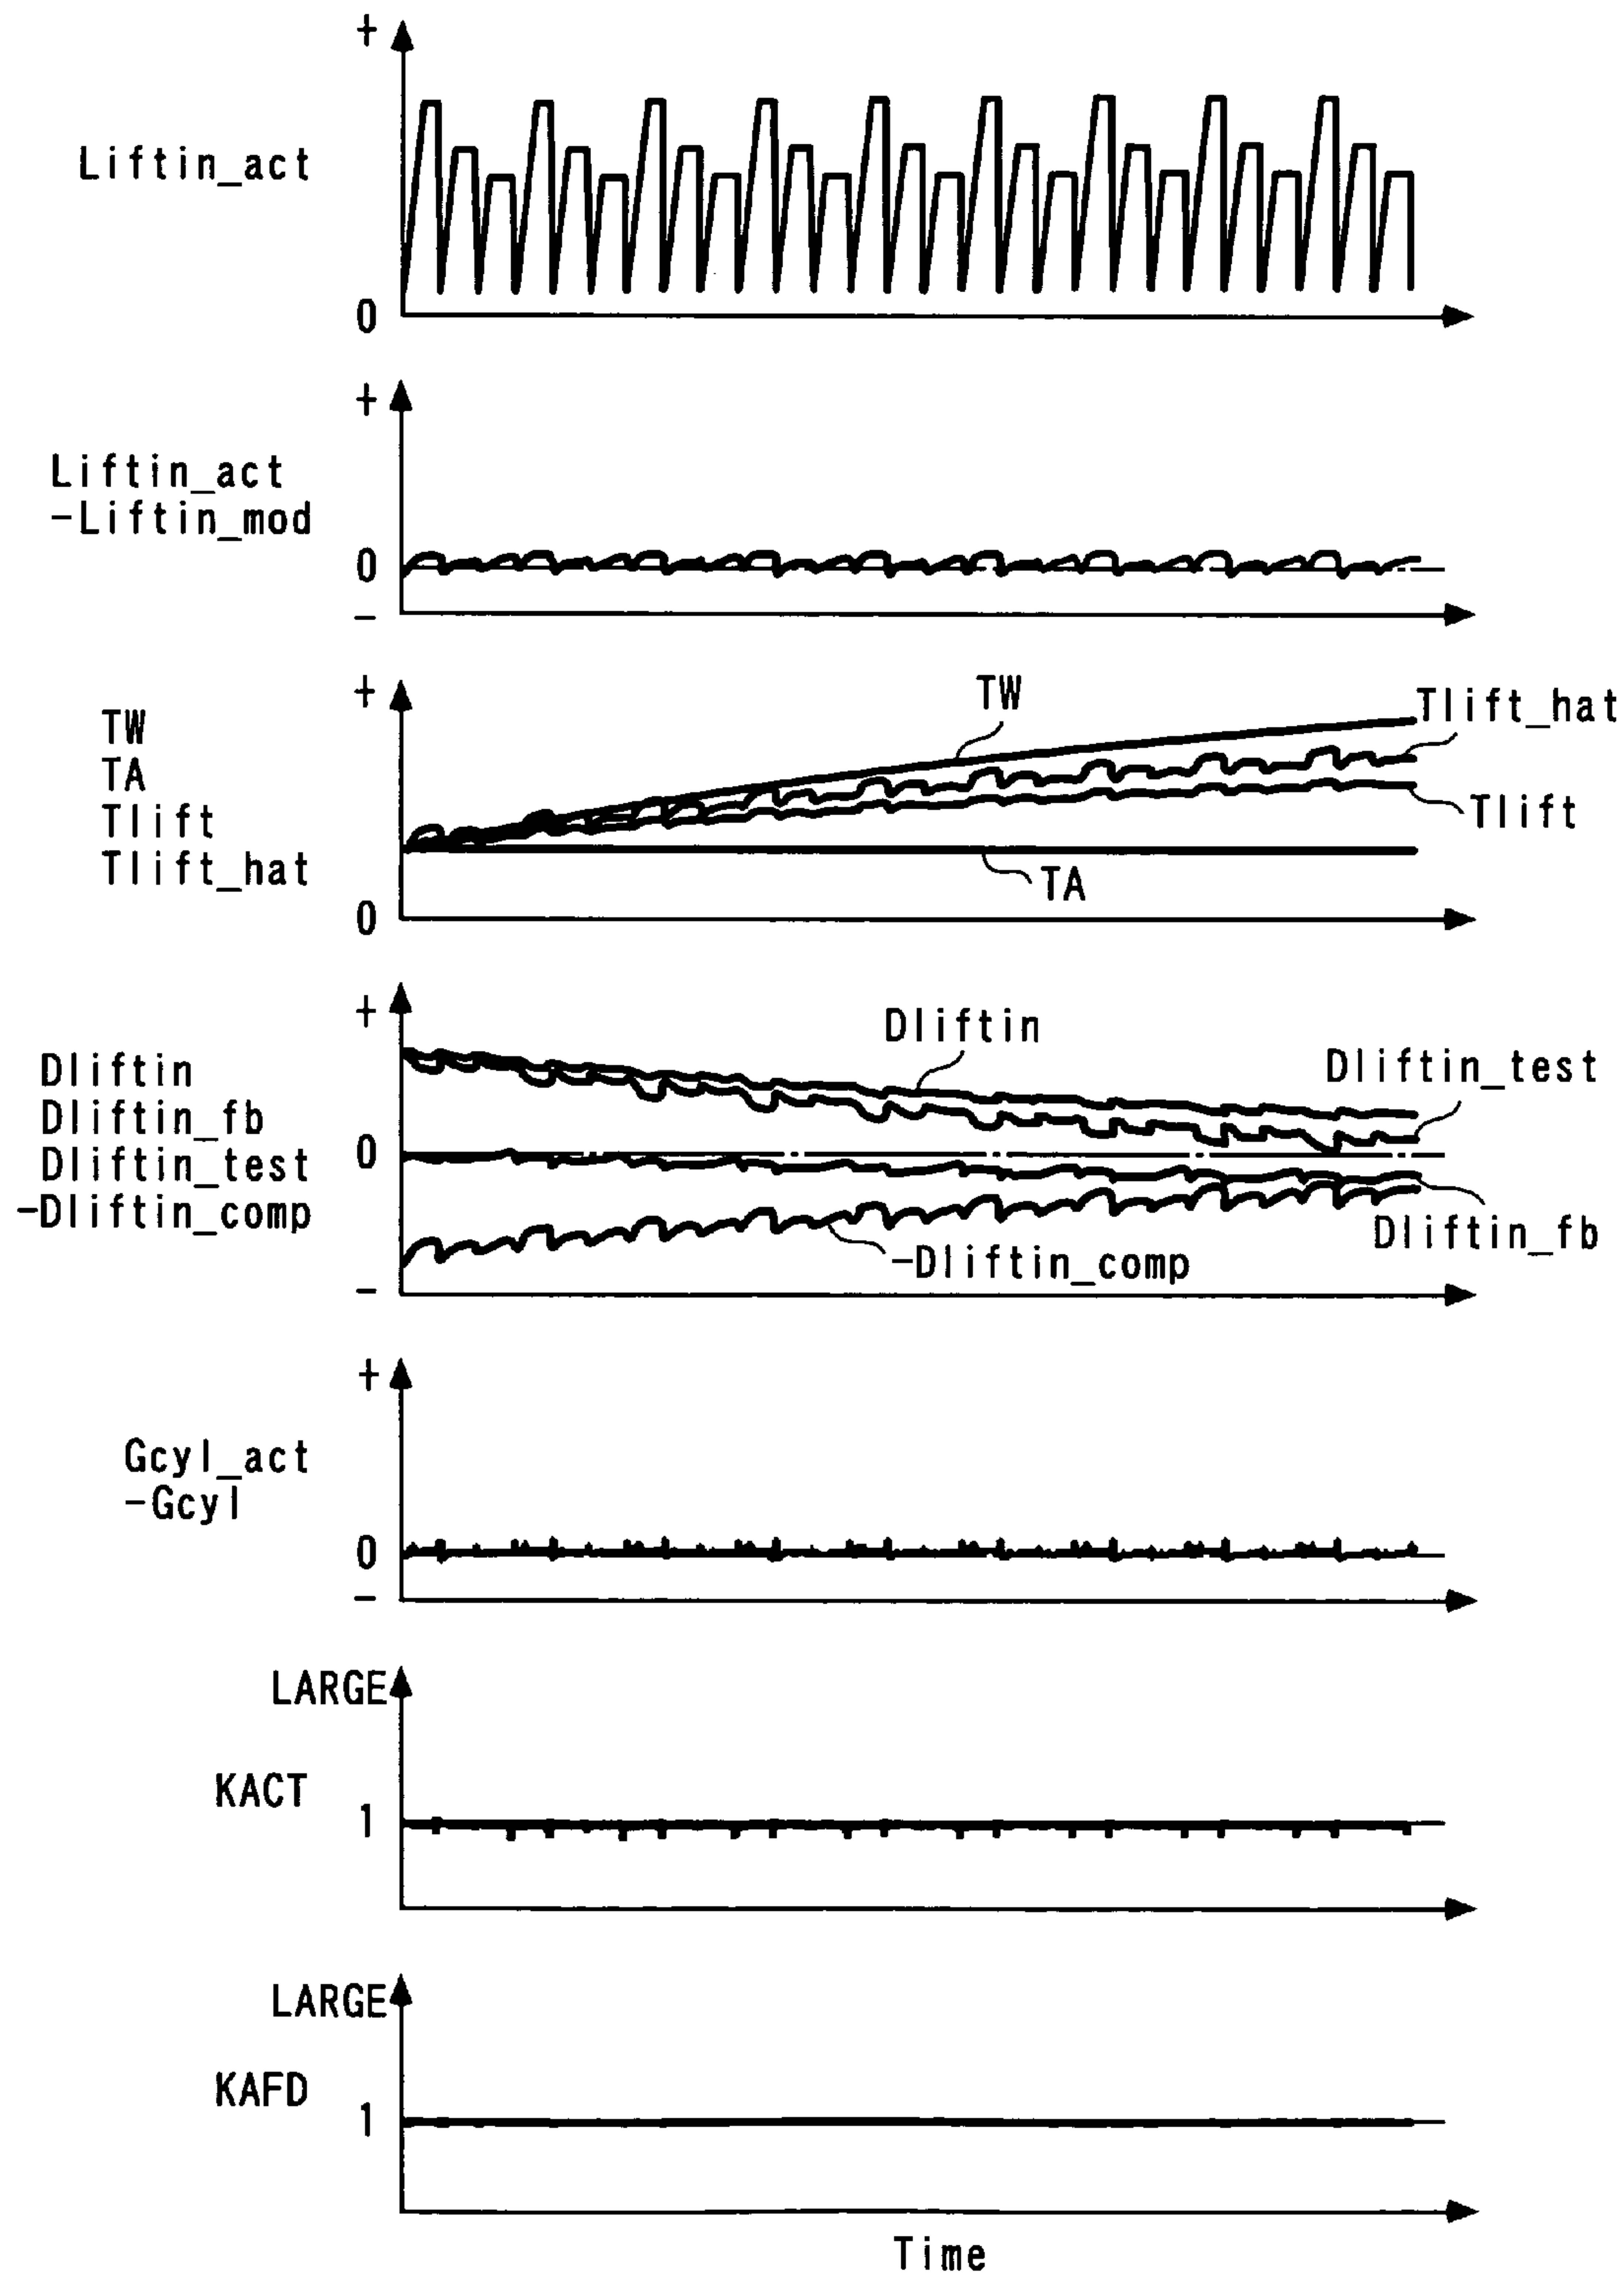 +
Liftin_act
0
+
Liftin_act
-Liftin_mod
0
-
+
TW
Tlift_hat
TW
TA
Tlift
Tlift_hat
Tlift
TA
0
+
Dliftin
Dliftin_test
Dliftin
Dliftin_fb
0
Dliftin_test
-Dliftin_comp
Dliftin_fb
-Dliftin_comp
-
+
Gcyl_act
-Gcyl
0
-
LARGE
KACT
1
LARGE
KAFD
1
Time